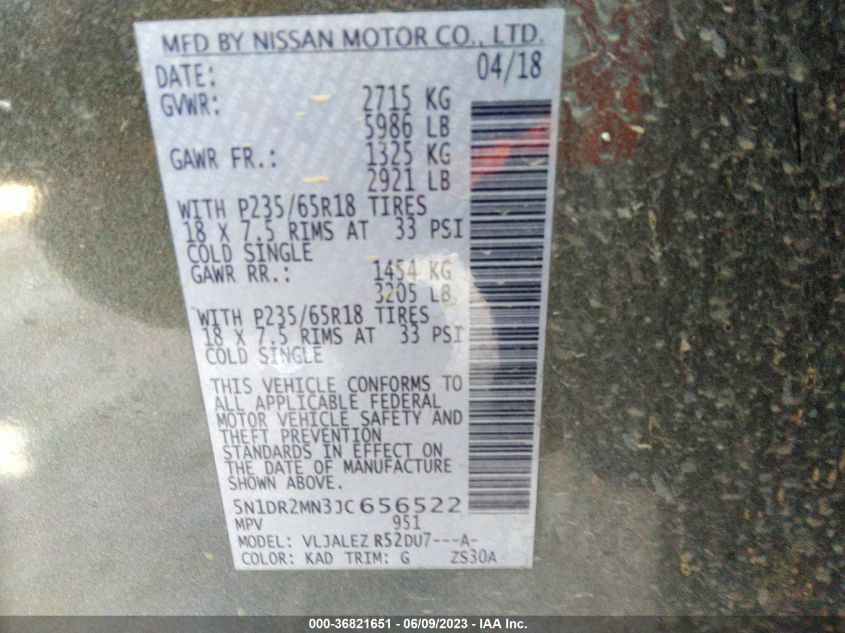 MFD BY NISSAN MOTOR CO., LTD.
DATE: 04/18
GVWR: 2715 KG
5986 LB
GAWR FR.: 1325 KG
2921 LB
WITH P235/65R18 TIRES
18 X 7.5 RIMS AT 33 PSI
COLD SINGLE
GAWR RR.: 1454 KG
3205 LB
WITH P235/65R18 TIRES
18 X 7.5 RIMS AT 33 PSI
COLD SINGLE
THIS VEHICLE CONFORMS TO
ALL APPLICABLE FEDERAL
MOTOR VEHICLE SAFETY AND
THEFT PREVENTION
STANDARDS IN EFFECT ON
THE DATE OF MANUFACTURE
SHOWN ABOVE.
5N1DR2MN3JC656522
MPV 951
MODEL: VLJALEZ R52DU7---A-
COLOR: KAD TRIM: G ZS30A
000-36821651 - 06/09/2023 - IAA Inc.